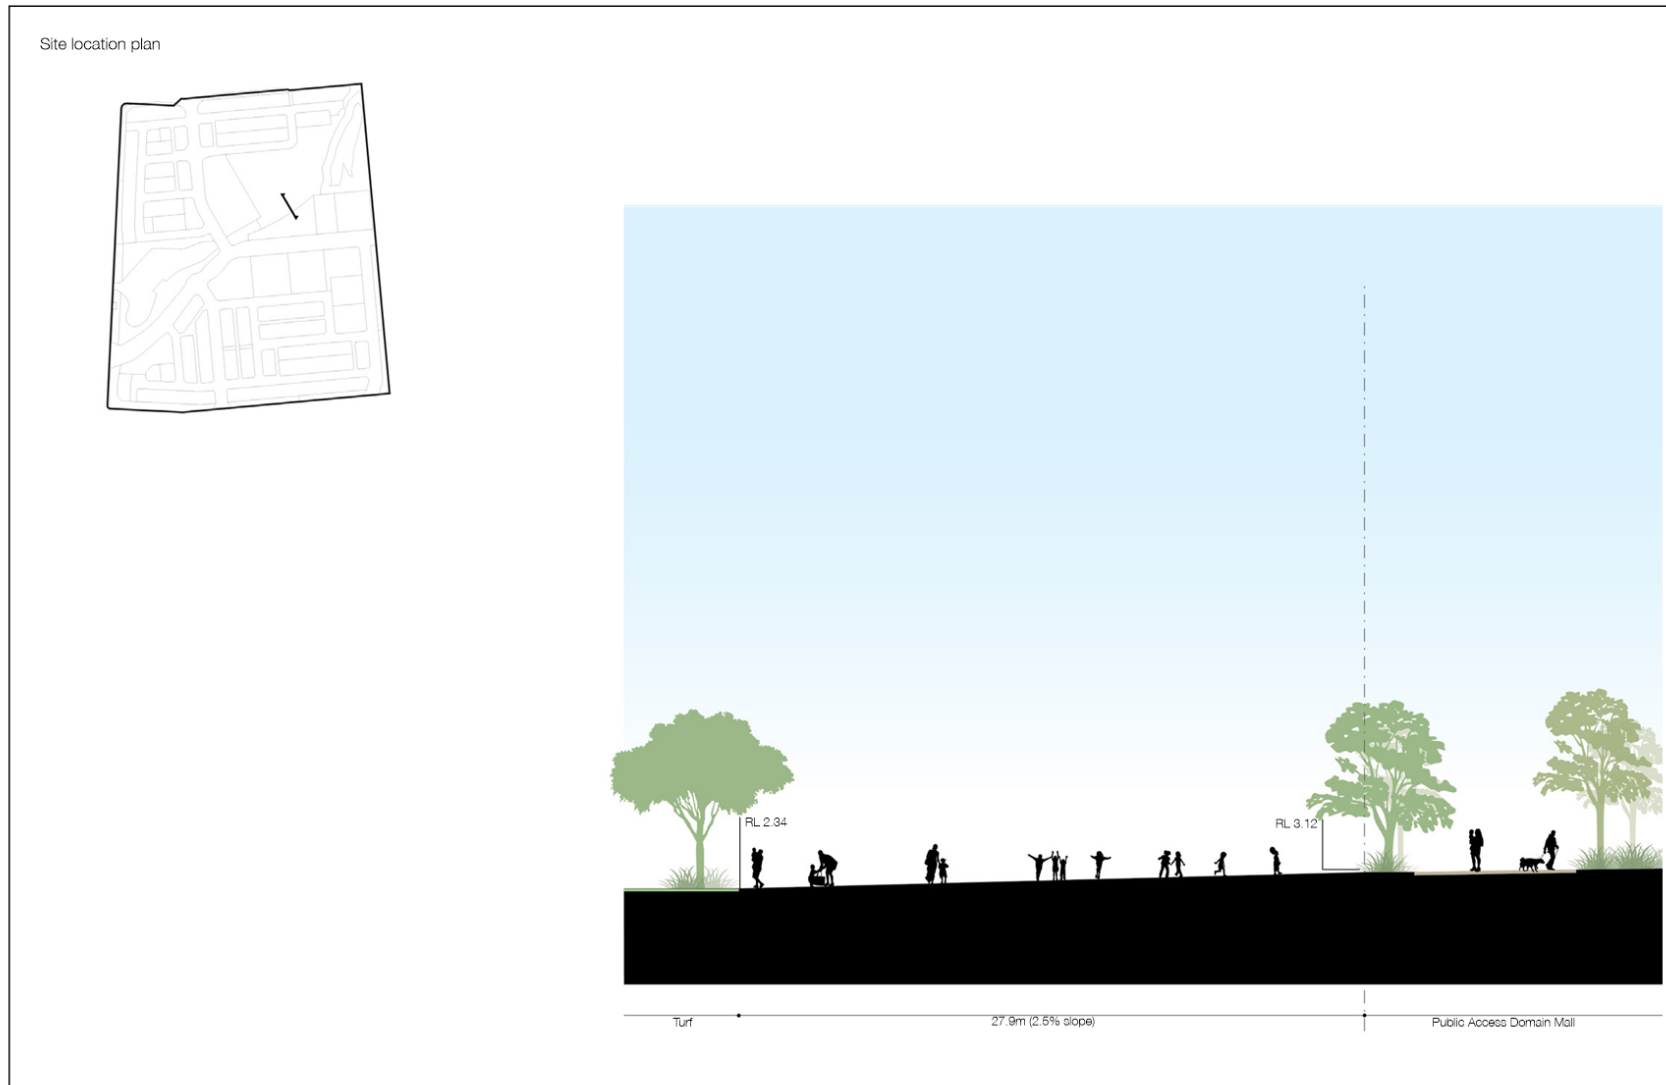 Site location plan
RL 2.34
RL 3.12
Turf
27.9m (2.5% slope)
Public Access Domain Mall